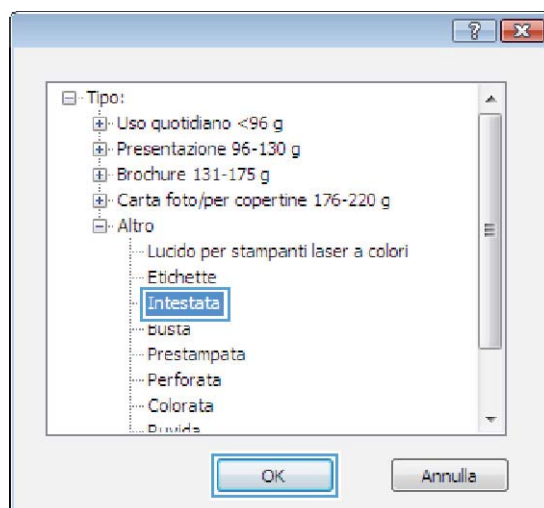 Tipo:
Uso quotidiano <96 g
Presentazione 96-130 g
Brochure 131-175 g
Carta foto/per copertine 176-220 g
Altro
Lucido per stampanti laser a colori
Etichette
Intestata
Busta
Prestampata
Perforata
Colorata
Ruvida
OK
Annulla